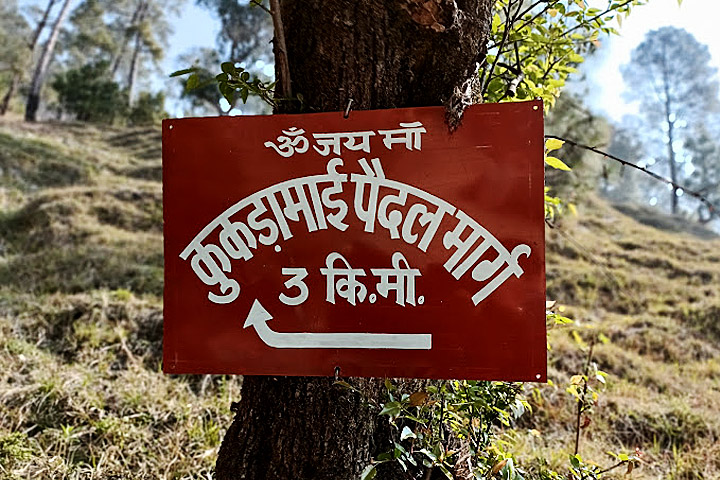 ॐ जय माँ
कुकड़ामाई पैदल मार्ग
3 कि.मी.